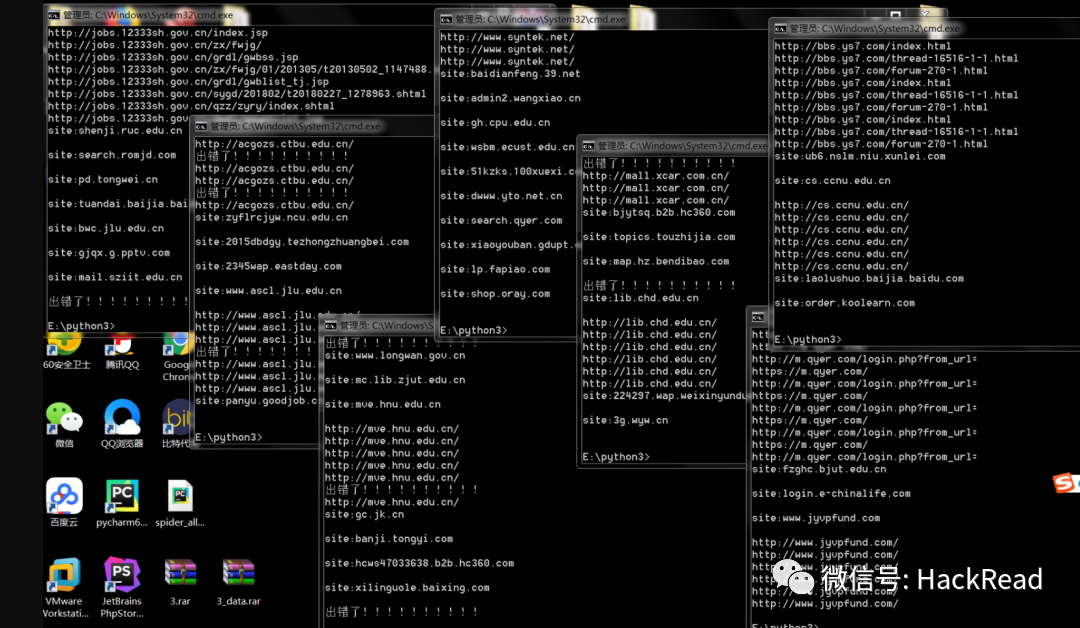 管理员: C:\Windows\System32\cmd.exe
http://jobs.12333sh.gov.cn/index.jsp
http://jobs.12333sh.gov.cn/zx/fwjg/
http://jobs.12333sh.gov.cn/grdl/gwbss.jsp
http://jobs.12333sh.gov.cn/zx/fwjg/01/201305/t20130502_1147488.
http://jobs.12333sh.gov.cn/grdl/gwblist_tj.jsp
http://jobs.12333sh.gov.cn/sygd/201802/t20180227_1278963.shtml
http://jobs.12333sh.gov.cn/qzz/zyry/index.shtml
http://jobs.12333sh.gov.cn/
site:shenji.ruc.edu.cn
site:search.romjd.com
site:pd.tongwei.cn
site:tuandai.baijia.bai
site:bwc.jlu.edu.cn
site:gjqx.g.pptv.com
site:mail.sziit.edu.cn
出错了！！！！！！！！！
E:\python3>
管理员: C:\Windows\System32\cmd.exe
http://acgozs.ctbu.edu.cn/
出错了！！！！！！！！！！
http://acgozs.ctbu.edu.cn/
http://acgozs.ctbu.edu.cn/
出错了！！！！！！！！！！
http://acgozs.ctbu.edu.cn/
site:zyflrcjyw.ncu.edu.cn
site:2015dbdgy.tezhongzhuangbei.com
site:2345wap.eastday.com
site:www.ascl.jlu.edu.cn
http://www.ascl.jlu.edu.cn/
http://www.ascl.jlu.
http://www.ascl.jlu.
出错了！！！！！！！
http://www.ascl.jlu.
http://www.ascl.jlu.
http://www.ascl.jlu.
site:panyu.goodjob.c
E:\python3>
管理员: C:\Windows\S
出错了！！！！！！！！！！
site:www.longwan.gov.cn
site:mc.lib.zjut.edu.cn
site:mve.hnu.edu.cn
http://mve.hnu.edu.cn/
http://mve.hnu.edu.cn/
http://mve.hnu.edu.cn/
http://mve.hnu.edu.cn/
http://mve.hnu.edu.cn/
出错了！！！！！！！！！！
http://mve.hnu.edu.cn/
site:gc.jk.cn
site:banji.tongyi.com
site:hcws47033638.b2b.hc360.com
site:xilinguole.baixing.com
出错了！！！！！！！！！！
管理员: C:\Windows\System32\cmd.exe
http://www.syntek.net/
http://www.syntek.net/
http://www.syntek.net/
site:baidianfeng.39.net
site:admin2.wangxiao.cn
site:gh.cpu.edu.cn
site:wsbm.ecust.edu.cn
site:51kzks.100xuexi.co
site:dwww.yto.net.cn
site:search.qyer.com
site:xiaoyouban.gdupt.
site:lp.fapiao.com
site:shop.oray.com
E:\python3>
管理员: C:\Windows\System32\cmd.exe
出错了！！！！！！！！！！
http://mall.xcar.com.cn/
http://mall.xcar.com.cn/
http://mall.xcar.com.cn/
site:bjytsq.b2b.hc360.com
site:topics.touzhijia.com
site:map.hz.bendibao.com
出错了！！！！！！！！！！
site:lib.chd.edu.cn
http://lib.chd.edu.cn/
http://lib.chd.edu.cn/
http://lib.chd.edu.cn/
http://lib.chd.edu.cn/
http://lib.chd.edu.cn/
http://lib.chd.edu.cn/
site:224297.wap.weixinyundu
site:3g.wyw.cn
E:\python3>
管理员: C:\Windows\System32\cmd.exe
http://bbs.ys7.com/index.html
http://bbs.ys7.com/thread-16516-1-1.html
http://bbs.ys7.com/forum-270-1.html
http://bbs.ys7.com/index.html
http://bbs.ys7.com/thread-16516-1-1.html
http://bbs.ys7.com/forum-270-1.html
http://bbs.ys7.com/index.html
http://bbs.ys7.com/thread-16516-1-1.html
http://bbs.ys7.com/forum-270-1.html
site:ub6.nslm.niu.xunlei.com
site:cs.ccnu.edu.cn
http://cs.ccnu.edu.cn/
http://cs.ccnu.edu.cn/
http://cs.ccnu.edu.cn/
http://cs.ccnu.edu.cn/
http://cs.ccnu.edu.cn/
http://cs.ccnu.edu.cn/
site:laolushuo.baijia.baidu.com
site:order.koolearn.com
E:\python3>
https://m.qyer.com/login.php?from_url=
https://m.qyer.com/
http://m.qyer.com/login.php?from_url=
https://m.qyer.com/
http://m.qyer.com/login.php?from_url=
https://m.qyer.com/
http://m.qyer.com/login.php?from_url=
https://m.qyer.com/
http://m.qyer.com/login.php?from_url=
site:fzghc.bjut.edu.cn
site:login.e-chinalife.com
site:www.jyvpfund.com
http://www.jyvpfund.com/
http://www.jyvpfund.com/
http://www.jyvpfund.com/
http://www.jyvpfund.com/
http://www.jyvpfund.com/
http://www.jyvpfund.com/
E:\python3>
60安全卫士
腾讯QQ
Goog
Chron
微信
QQ浏览器
比特代
百度云
pycharm6...
spider_all...
VMware
Workstati...
JetBrains
PhpStor...
3.rar
3_data.rar
微信号: HackRead